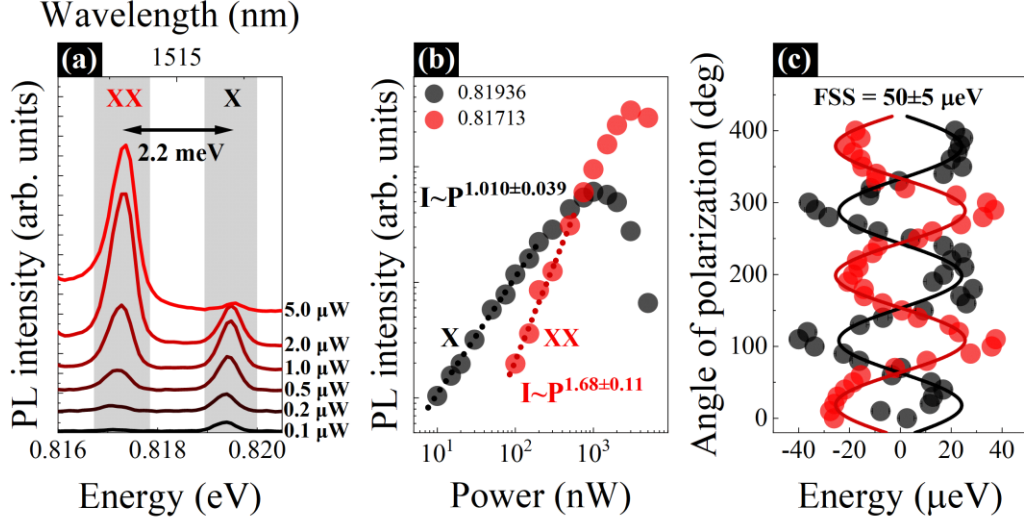 Wavelength (nm)
1515
(a)
XX
X
2.2 meV
5.0 μW
2.0 μW
1.0 μW
0.5 μW
0.2 μW
0.1 μW
PL intensity (arb. units)
0.816 0.818 0.820
Energy (eV)
(b)
0.81936
0.81713
I~P^1.010±0.039
X
XX
I~P^1.68±0.11
PL intensity (arb. units)
10^1 10^2 10^3
Power (nW)
(c)
FSS = 50±5 μeV
Angle of polarization (deg)
400
300
200
100
0
-40 -20 0 20 40
Energy (μeV)